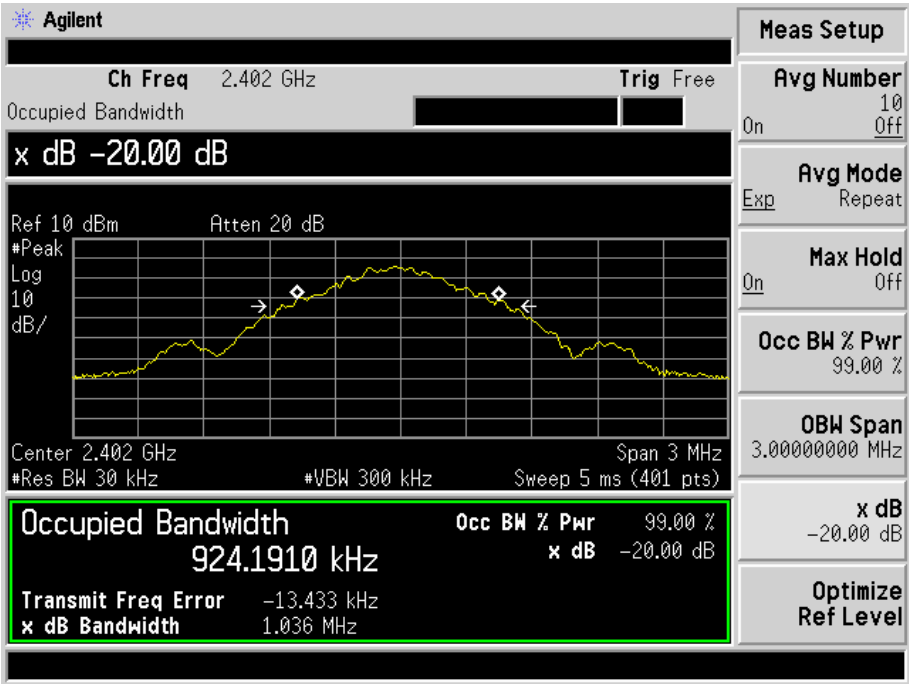 Agilent
Ch Freq 2.402 GHz Trig Free
Occupied Bandwidth
x dB -20.00 dB
Ref 10 dBm Atten 20 dB
#Peak
Log
10
dB/
Center 2.402 GHz Span 3 MHz
#Res BW 30 kHz #VBW 300 kHz Sweep 5 ms (401 pts)
Occupied Bandwidth
924.1910 kHz
Occ BW % Pwr 99.00 %
x dB -20.00 dB
Transmit Freq Error -13.433 kHz
x dB Bandwidth 1.036 MHz
Meas Setup
Avg Number
10
On Off
Avg Mode
Exp Repeat
Max Hold
On Off
Occ BW % Pwr
99.00 %
OBW Span
3.00000000 MHz
x dB
-20.00 dB
Optimize
Ref Level